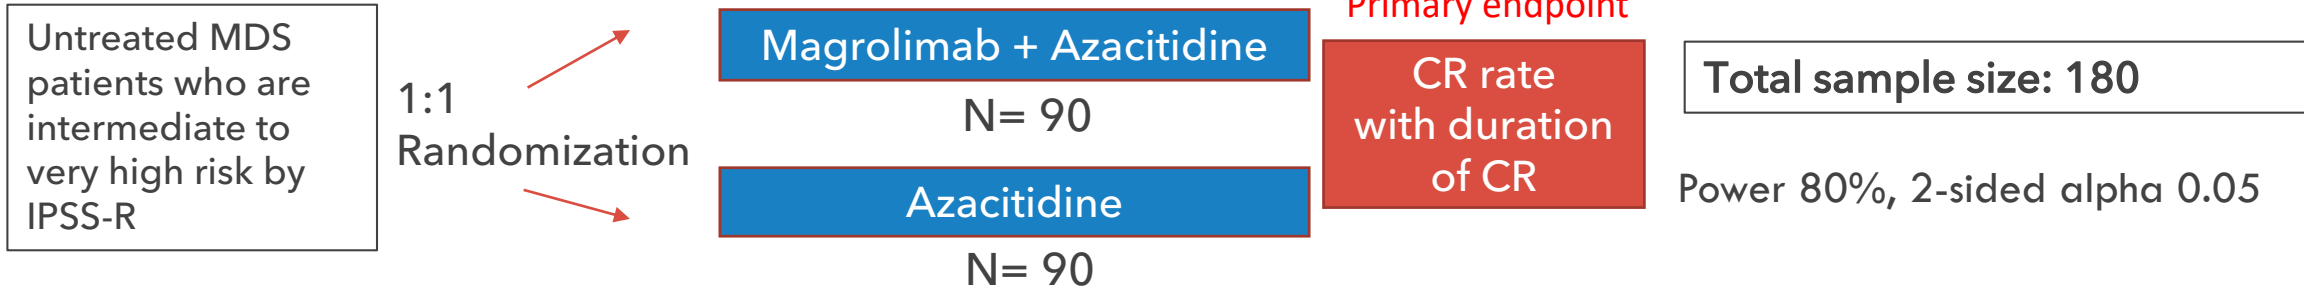 Untreated MDS
patients who are
intermediate to
very high risk by
IPSS-R
1:1
Randomization
Magrolimab + Azacitidine
N= 90
Azacitidine
N= 90
Primary endpoint
CR rate
with duration
of CR
Total sample size: 180
Power 80%, 2-sided alpha 0.05